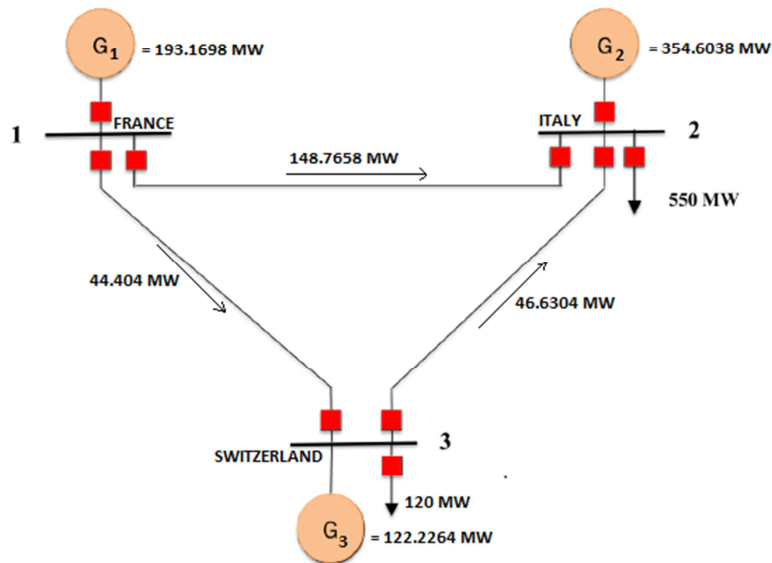 G1
= 193.1698 MW
G2
= 354.6038 MW
1
FRANCE
ITALY
2
148.7658 MW
550 MW
44.404 MW
46.6304 MW
SWITZERLAND
3
120 MW
G3
= 122.2264 MW